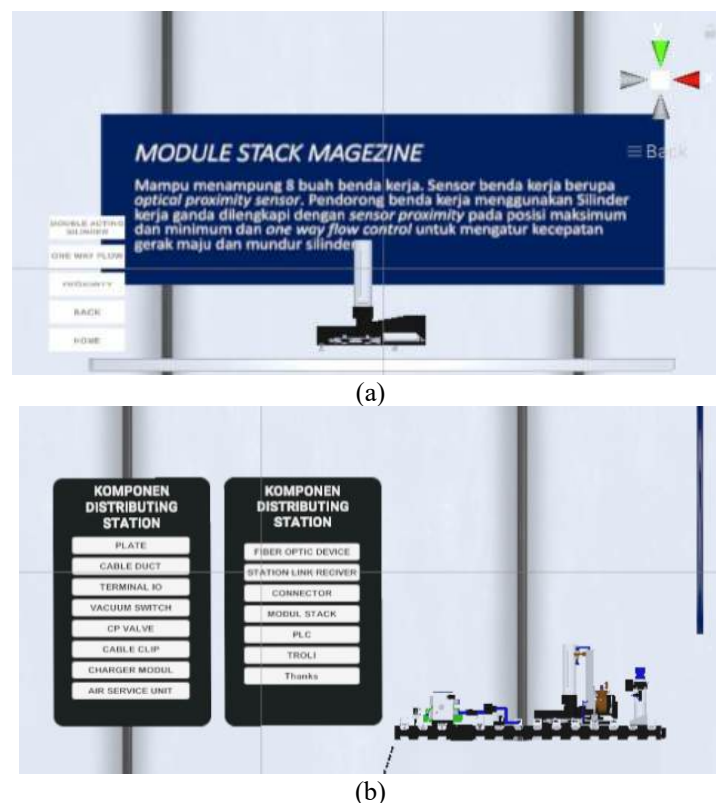 y
x
MODULE STACK MAGEZINE
Back
Mampu menampung 8 buah benda kerja. Sensor benda kerja berupa
optical proximity sensor. Pendorong benda kerja menggunakan Silinder
kerja ganda dilengkapi dengan sensor proximity pada posisi maksimum
dan minimum dan one way flow control untuk mengatur kecepatan
gerak maju dan mundur silinder
DOUBLE ACTING
SILINDER
ONE WAY FLOW
PROXIMITY
BACK
HOME
(a)
KOMPONEN
DISTRIBUTING
STATION
PLATE
CABLE DUCT
TERMINAL IO
VACUUM SWITCH
CP VALVE
CABLE CLIP
CHARGER MODUL
AIR SERVICE UNIT
KOMPONEN
DISTRIBUTING
STATION
FIBER OPTIC DEVICE
STATION LINK RECIVER
CONNECTOR
MODUL STACK
PLC
TROLI
Thanks
(b)